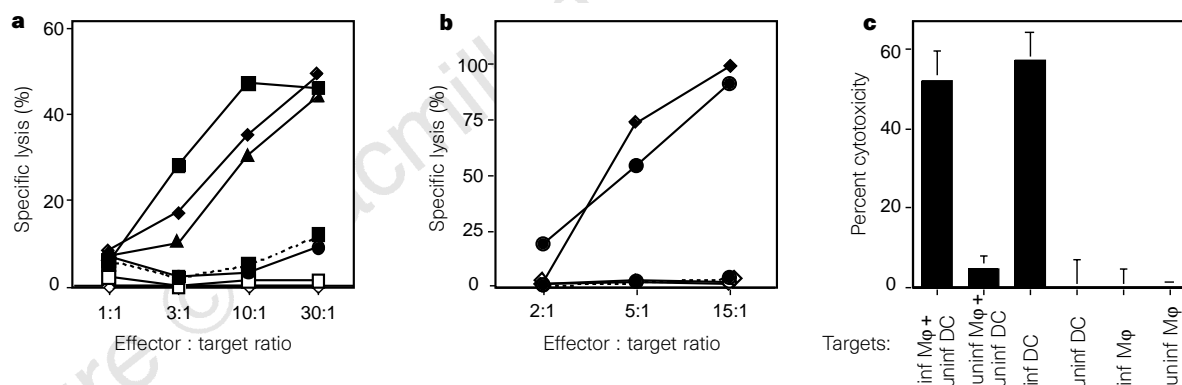 a
60
40
20
0
Specific lysis (%)
1:1 3:1 10:1 30:1
Effector : target ratio
b
100
75
50
25
0
Specific lysis (%)
2:1 5:1 15:1
Effector : target ratio
c
60
40
20
0
Percent cytotoxicity
Targets:
inf Mφ +
uninf DC
uninf Mφ +
uninf DC
inf DC
uninf DC
inf Mφ
uninf Mφ